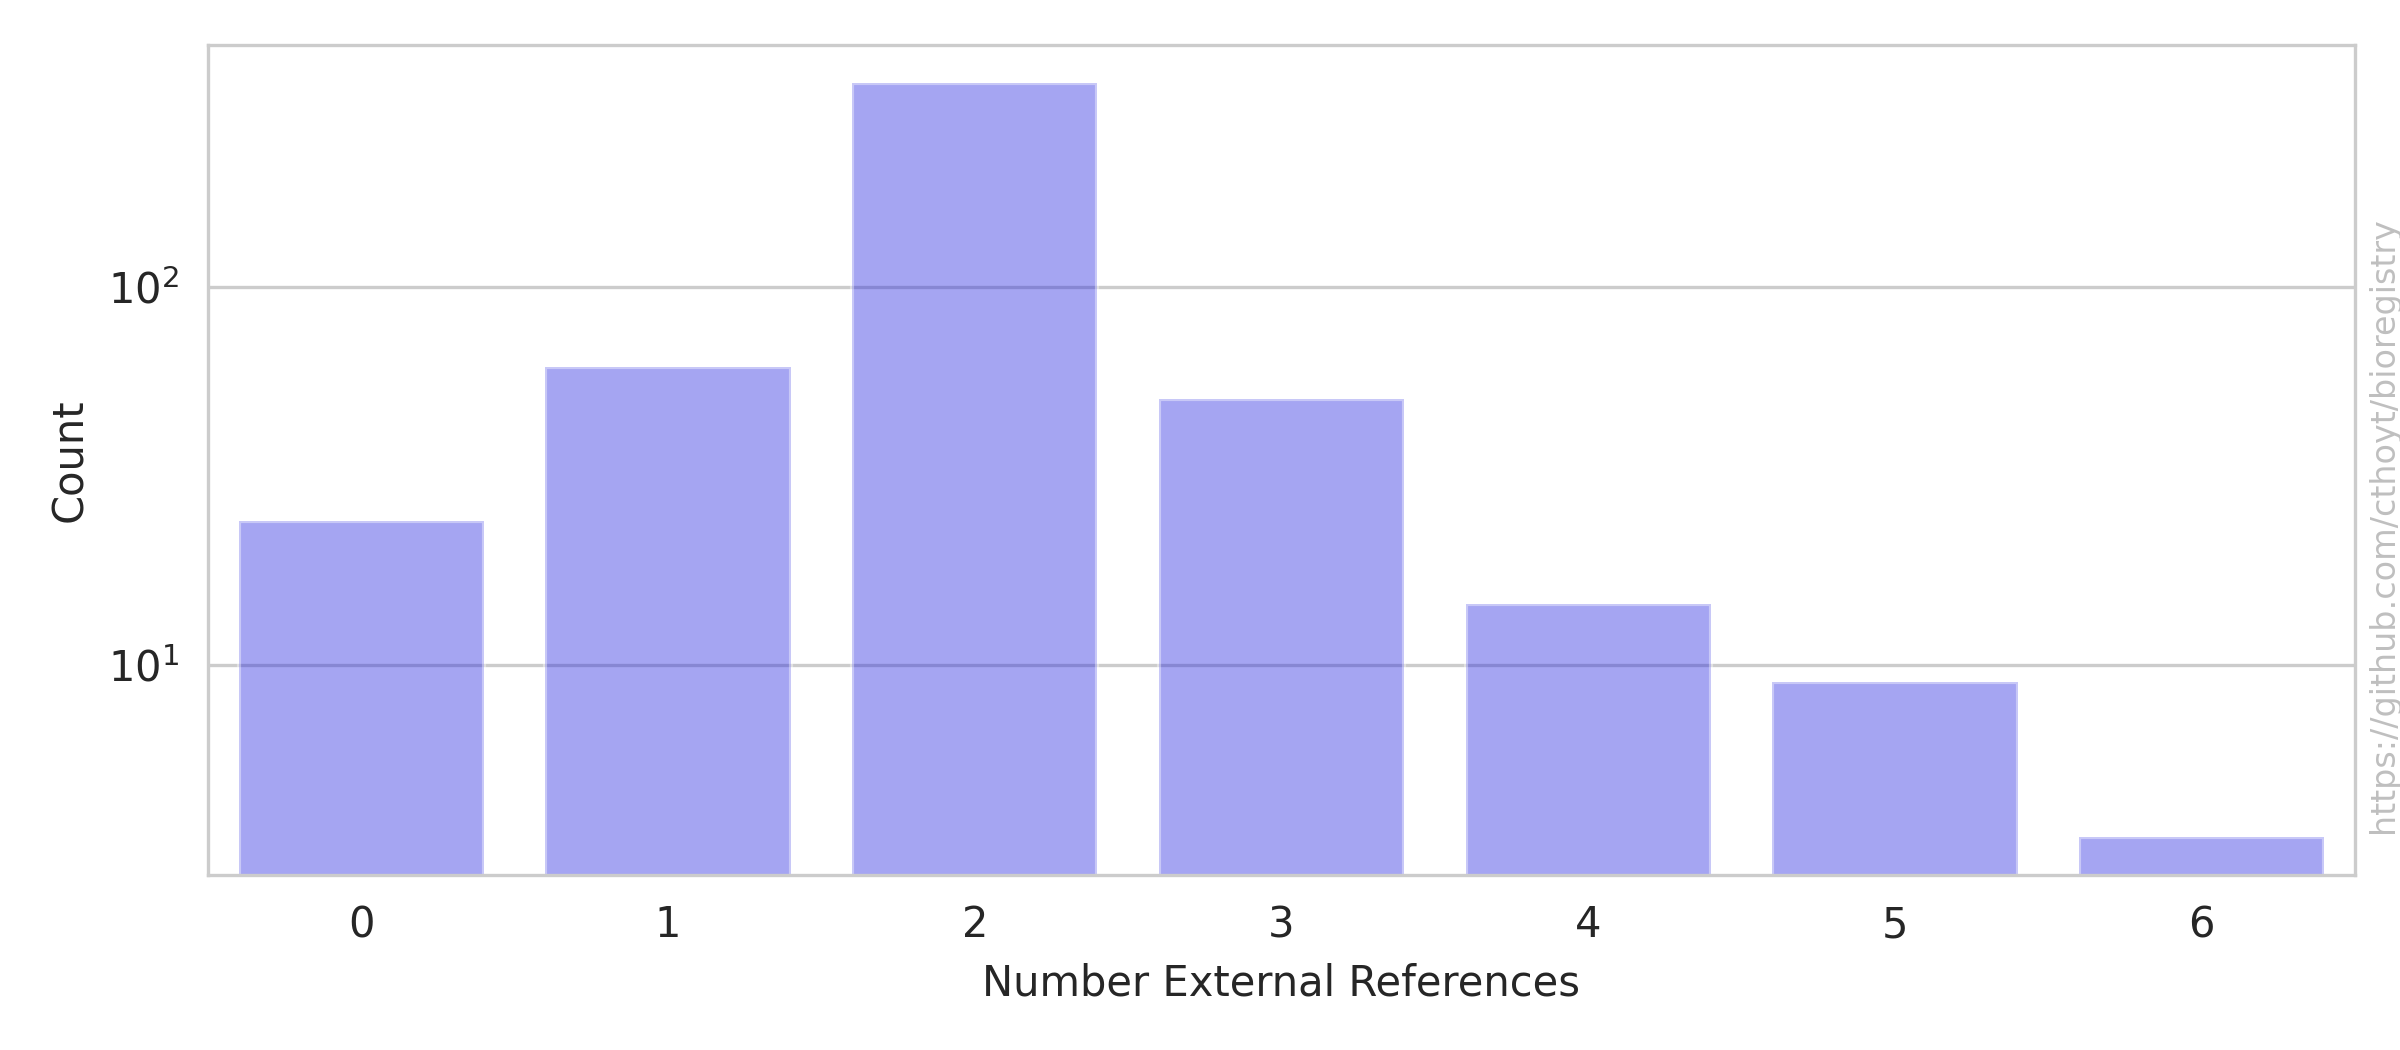 10²
10¹
Count
0 1 2 3 4 5 6
Number External References
https://github.com/cthoyt/bioregistry